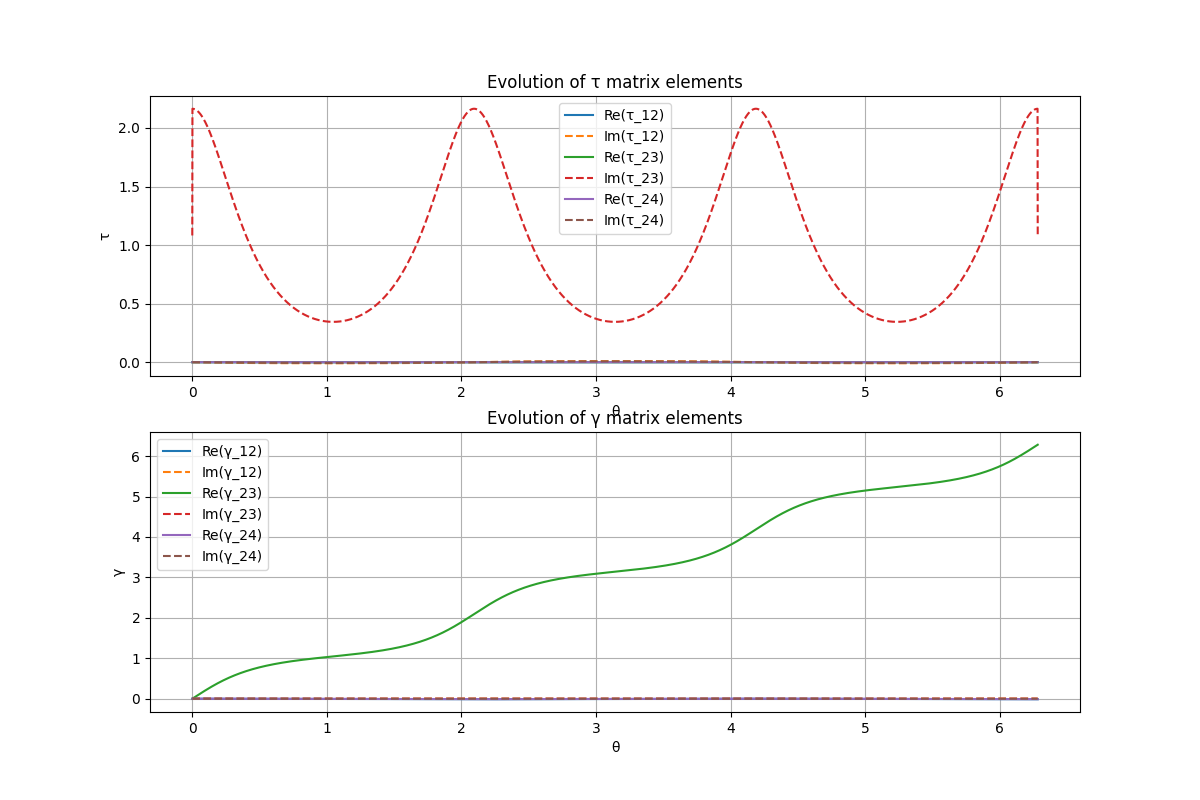 Evolution of τ matrix elements
τ
2.0
1.5
1.0
0.5
0.0
Re(τ_12)
Im(τ_12)
Re(τ_23)
Im(τ_23)
Re(τ_24)
Im(τ_24)
0 1 2 3 4 5 6
θ
Evolution of γ matrix elements
γ
6
5
4
3
2
1
0
Re(γ_12)
Im(γ_12)
Re(γ_23)
Im(γ_23)
Re(γ_24)
Im(γ_24)
0 1 2 3 4 5 6
θ